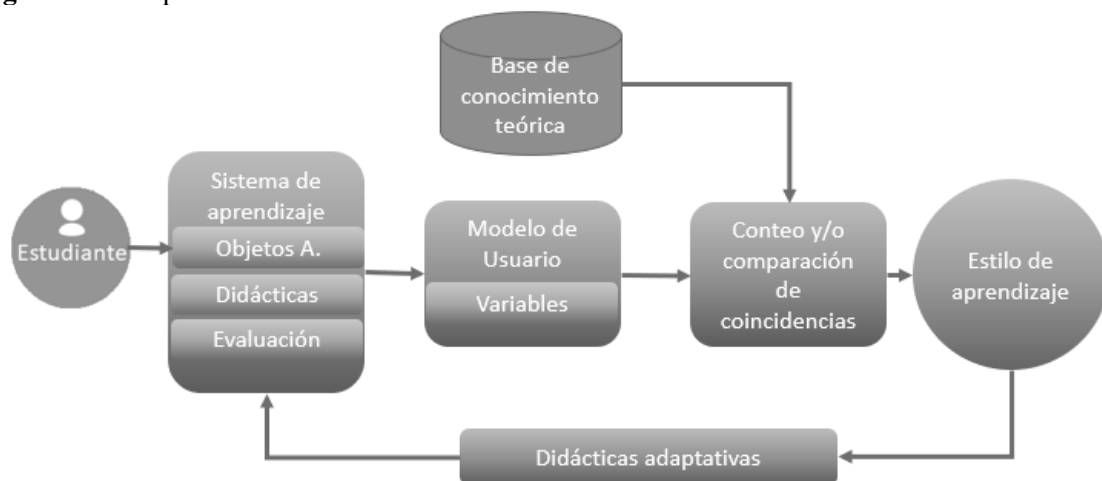 Base de
conocimiento
teórica
Sistema de
aprendizaje
Objetos A.
Didácticas
Evaluación
Estudiante
Modelo de
Usuario
Variables
Conteo y/o
comparación
de
coincidencias
Estilo de
aprendizaje
Didácticas adaptativas